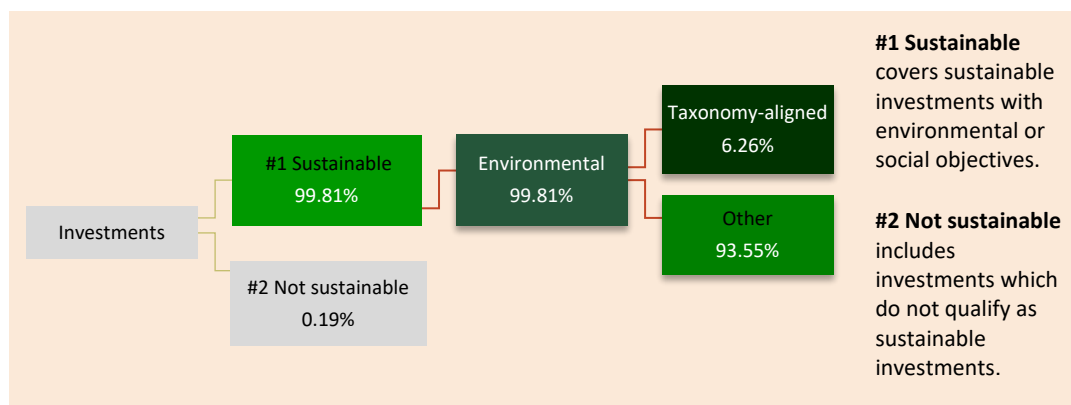 Investments
#1 Sustainable
99.81%
#2 Not sustainable
0.19%
Environmental
99.81%
Taxonomy-aligned
6.26%
Other
93.55%
#1 Sustainable
covers sustainable
investments with
environmental or
social objectives.
#2 Not sustainable
includes
investments which
do not qualify as
sustainable
investments.